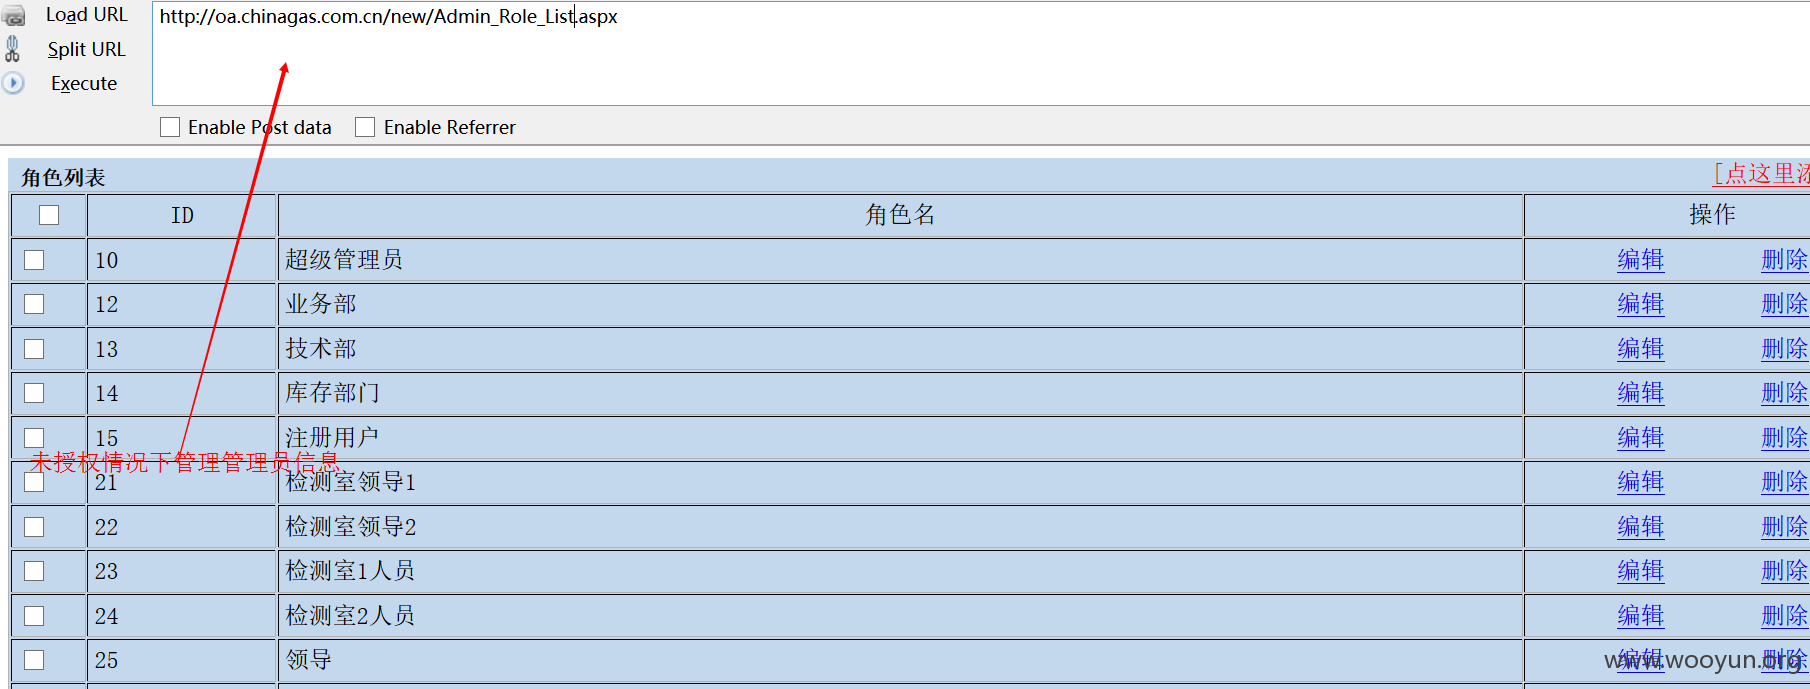 Load URL
http://oa.chinagas.com.cn/new/Admin_Role_List.aspx
Split URL
Execute
Enable Post data Enable Referrer
角色列表 [点这里添
ID 角色名 操作
10 超级管理员 编辑 删除
12 业务部 编辑 删除
13 技术部 编辑 删除
14 库存部门 编辑 删除
15 注册用户 编辑 删除
未授权情况下管理管理员信息
21 检测室领导1 编辑 删除
22 检测室领导2 编辑 删除
23 检测室1人员 编辑 删除
24 检测室2人员 编辑 删除
25 领导 编辑 删除
www.wooyun.org